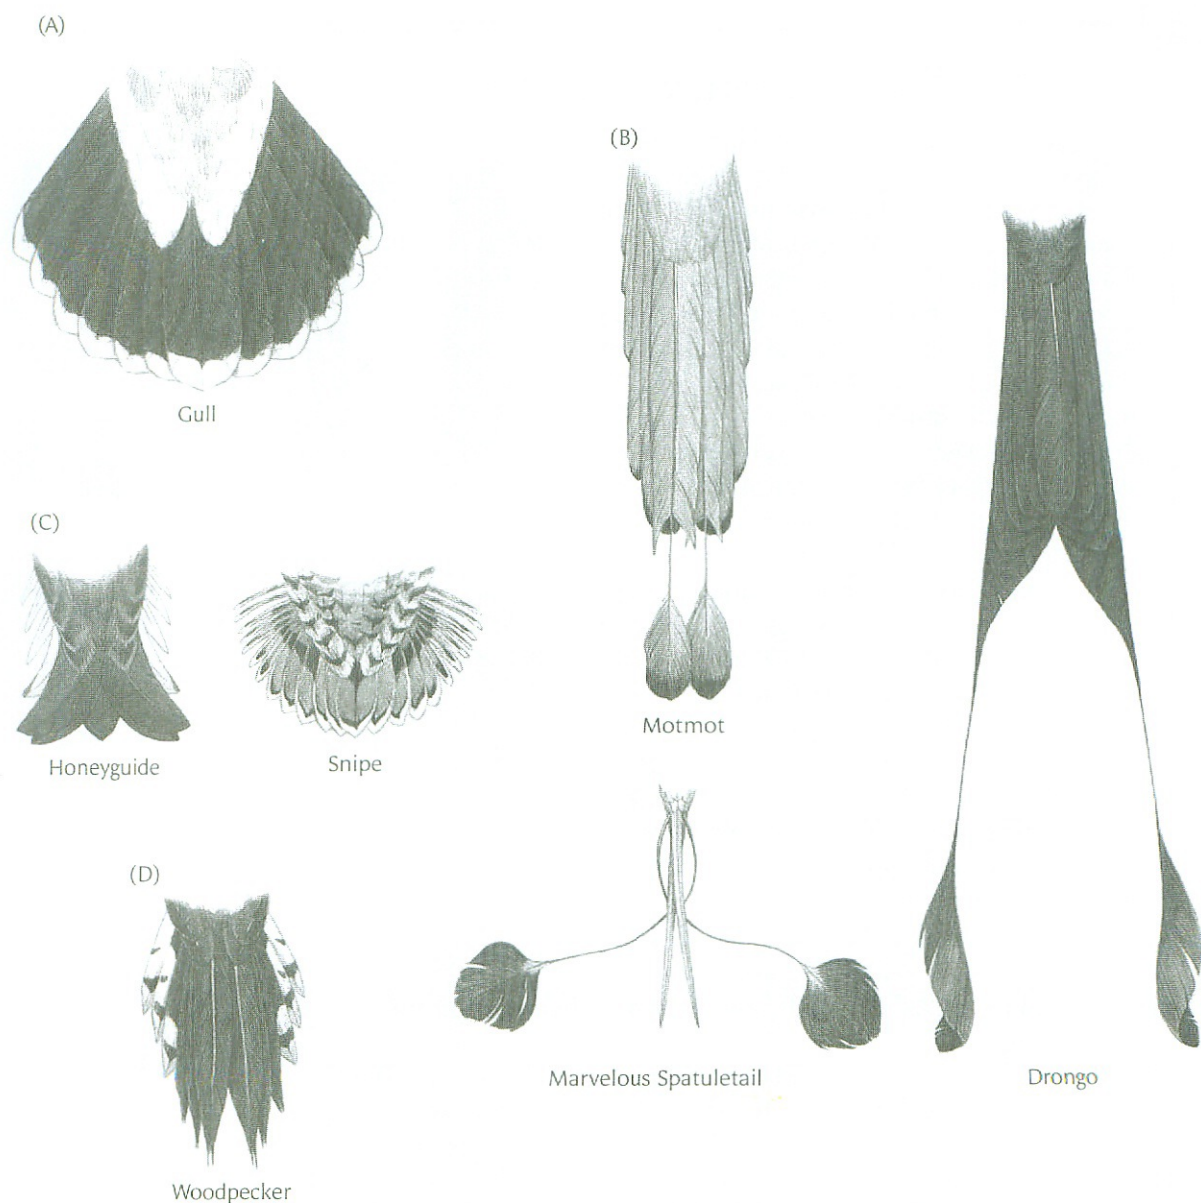 (A)
Gull
(B)
Motmot
(C)
Honeyguide
Snipe
(D)
Woodpecker
Marvelous Spatuletail
Drongo